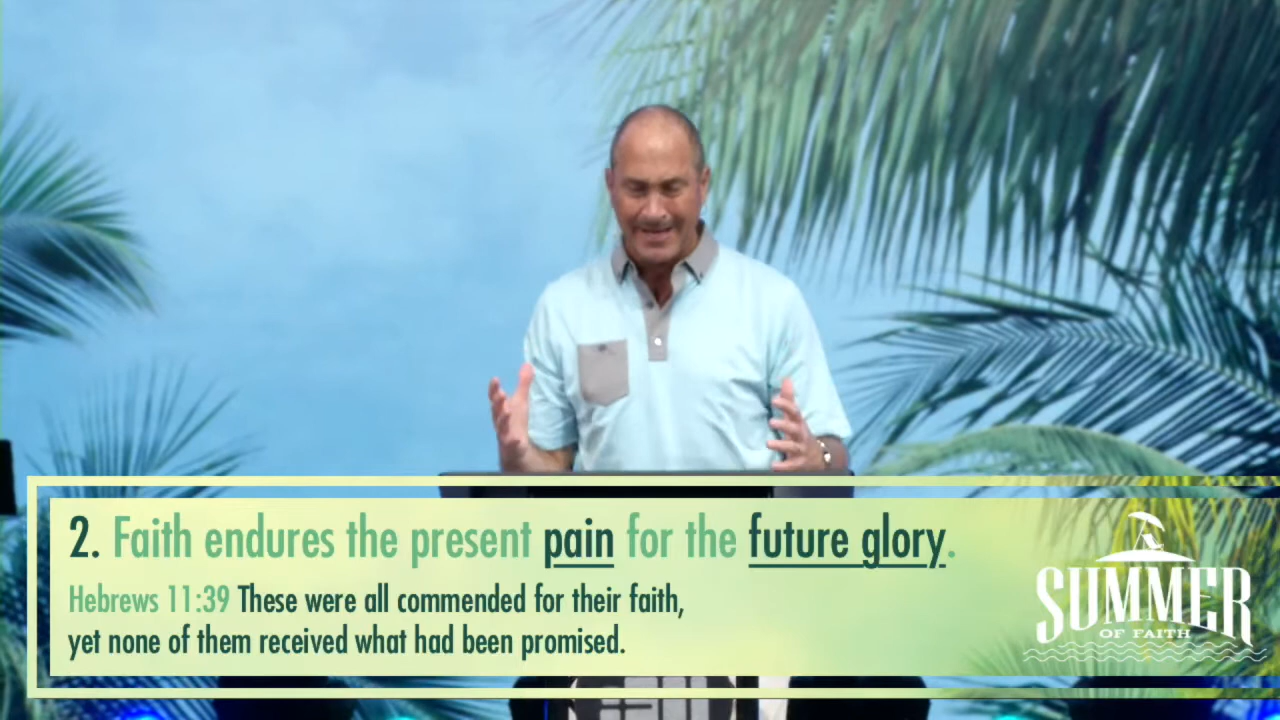 2. Faith endures the present pain for the future glory.
Hebrews 11:39 These were all commended for their faith,
yet none of them received what had been promised.
SUMMER
OF FAITH